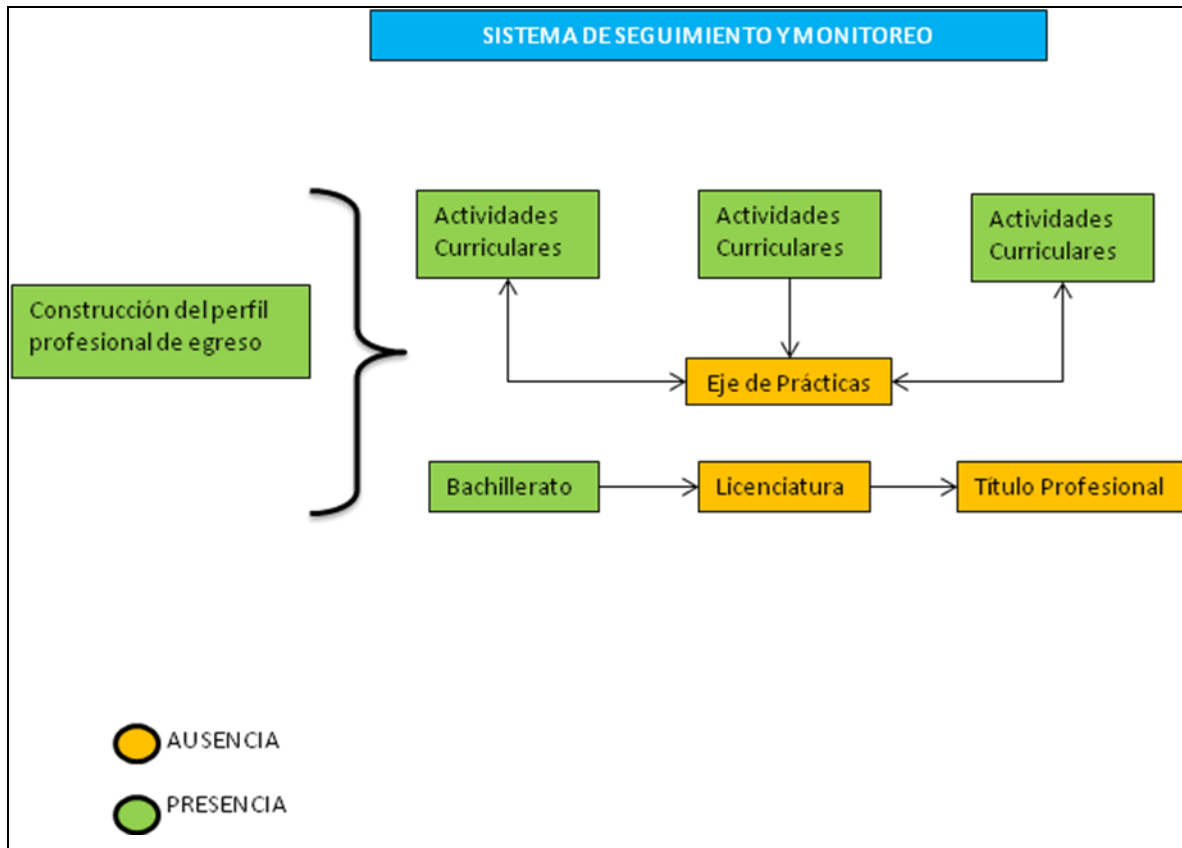 SISTEMA DE SEGUIMIENTO Y MONITOREO
Actividades
Curriculares
Actividades
Curriculares
Actividades
Curriculares
Construcción del perfil
profesional de egreso
Eje de Prácticas
Bachillerato
Licenciatura
Título Profesional
AUSENCIA
PRESENCIA